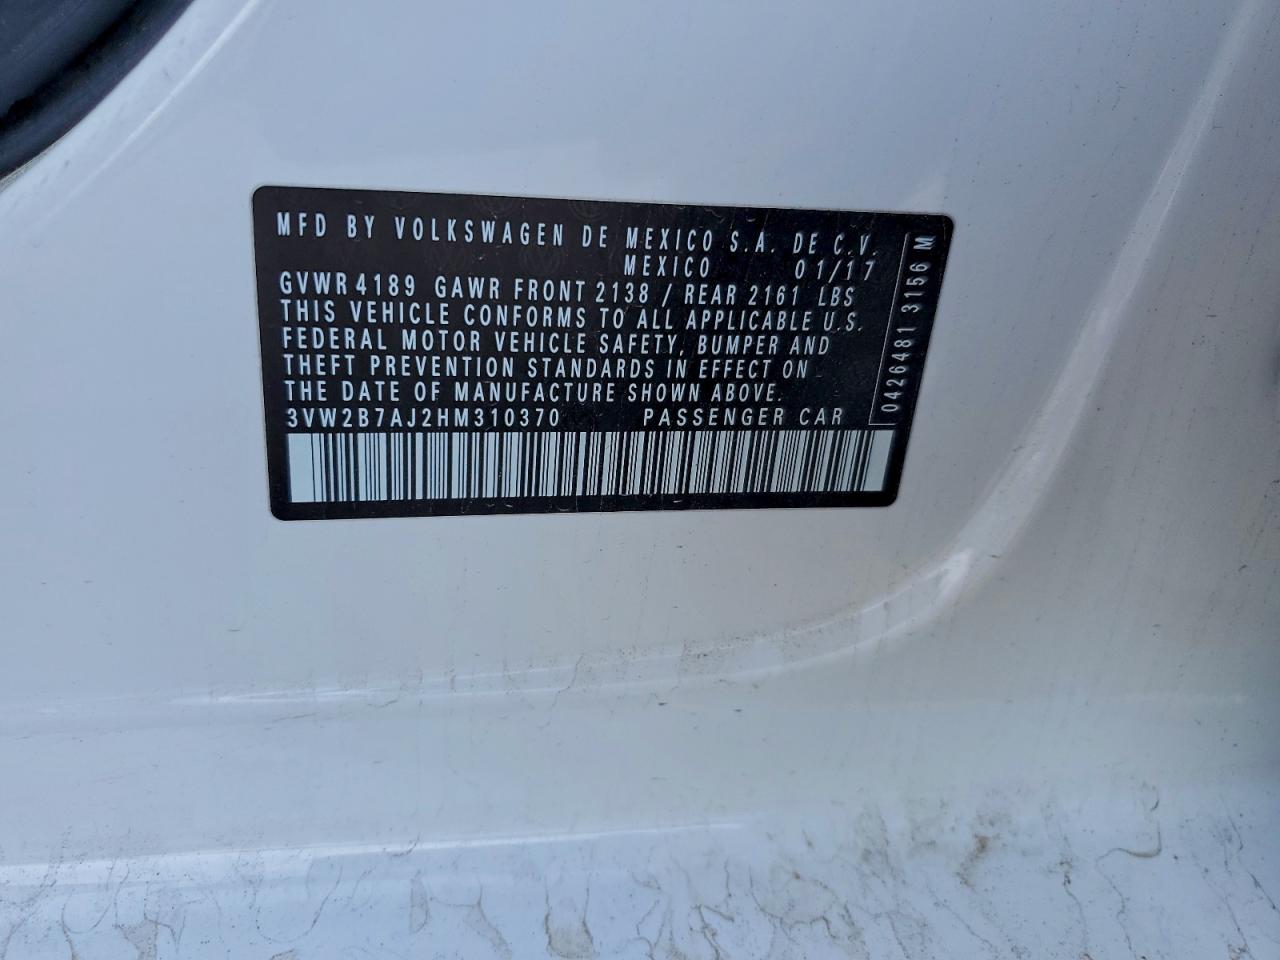 MFD BY VOLKSWAGEN DE MEXICO S.A. DE C.V.
MEXICO 01/17
GVWR 4189 GAWR FRONT 2138 / REAR 2161 LBS
THIS VEHICLE CONFORMS TO ALL APPLICABLE U.S.
FEDERAL MOTOR VEHICLE SAFETY, BUMPER AND
THEFT PREVENTION STANDARDS IN EFFECT ON
THE DATE OF MANUFACTURE SHOWN ABOVE.
3VW2B7AJ2HM310370 PASSENGER CAR
0426481 3156 M